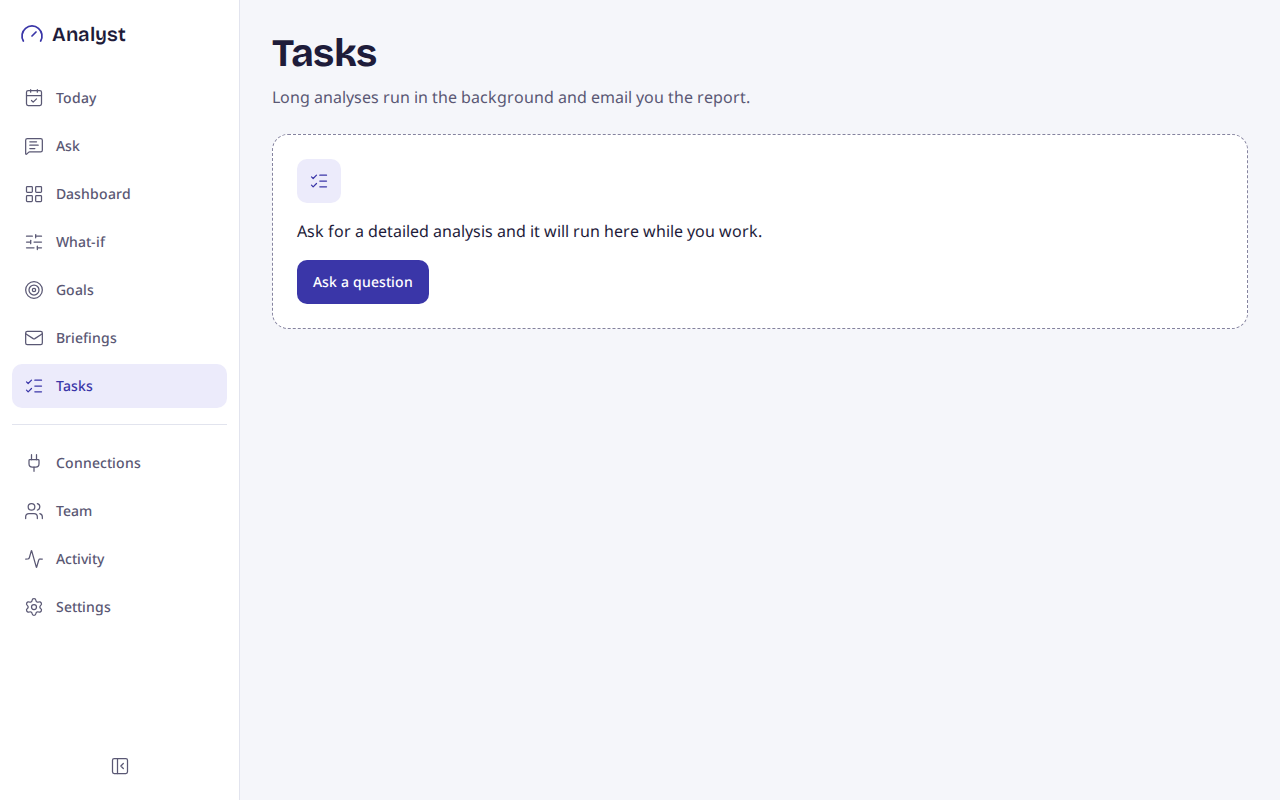 Analyst
Today
Ask
Dashboard
What-if
Goals
Briefings
Tasks
Connections
Team
Activity
Settings
Tasks
Long analyses run in the background and email you the report.
Ask for a detailed analysis and it will run here while you work.
Ask a question